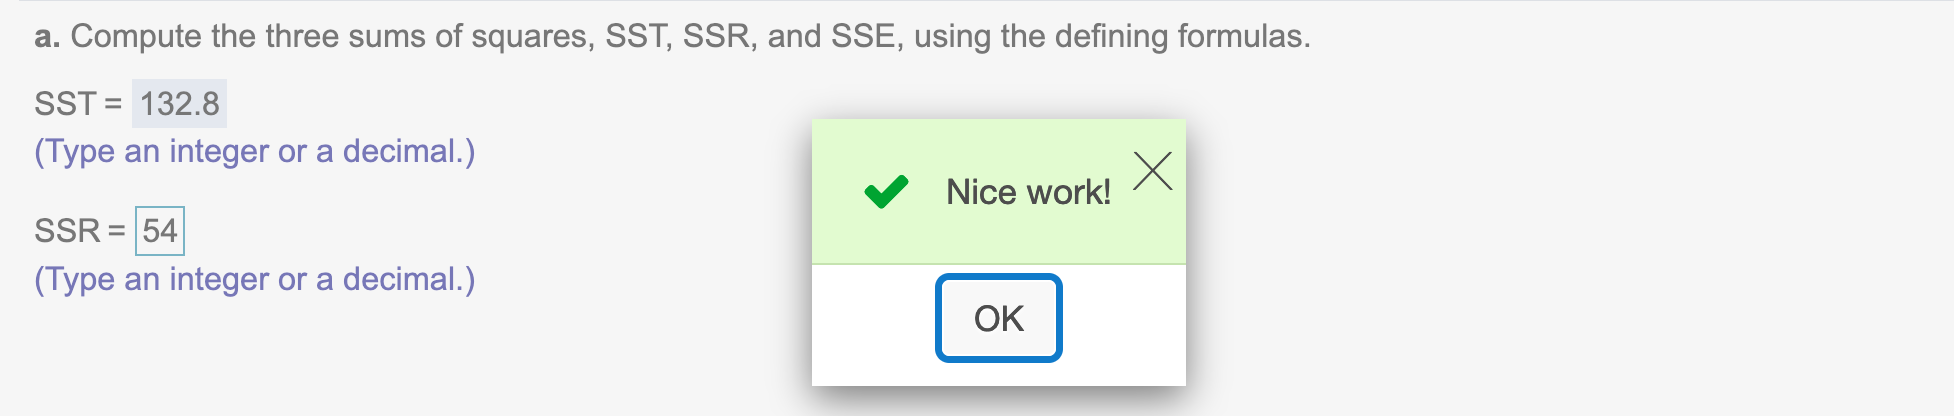 a. Compute the three sums of squares, SST, SSR, and SSE, using the defining formulas.
SST = 132.8
(Type an integer or a decimal.)
Nice work!
SSR = 54
(Type an integer or a decimal.)
OK